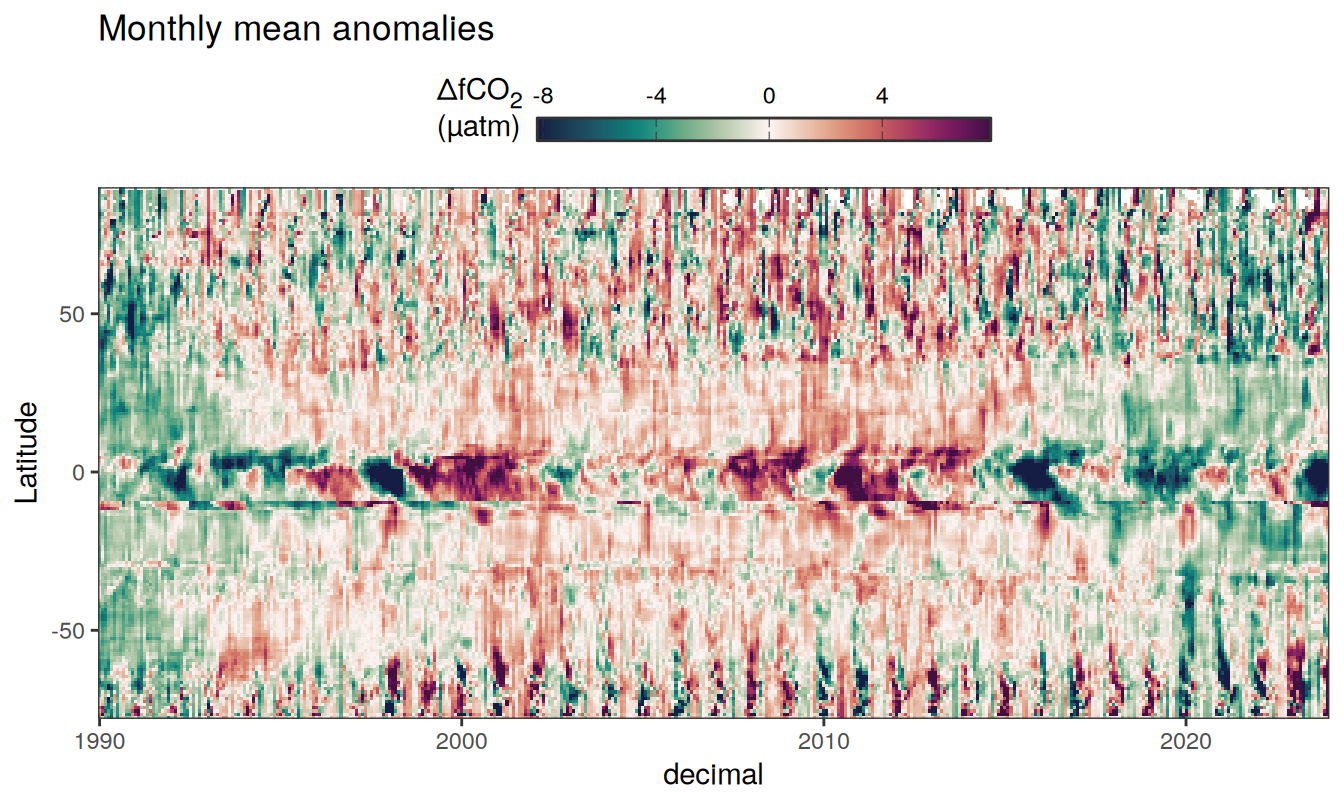 Monthly mean anomalies
ΔfCO₂ -8 -4 0 4
(µatm)
Latitude
50
0
-50
1990 2000 2010 2020
decimal